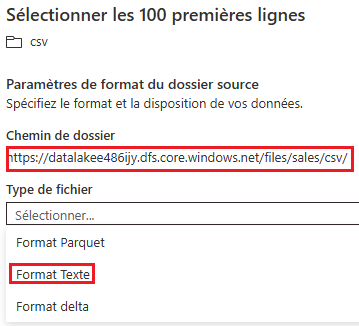 Sélectionner les 100 premières lignes
csv
Paramètres de format du dossier source
Spécifiez le format et la disposition de vos données.
Chemin de dossier
https://datalakee486ijy.dfs.core.windows.net/files/sales/csv/
Type de fichier
Sélectionner...
Format Parquet
Format Texte
Format delta